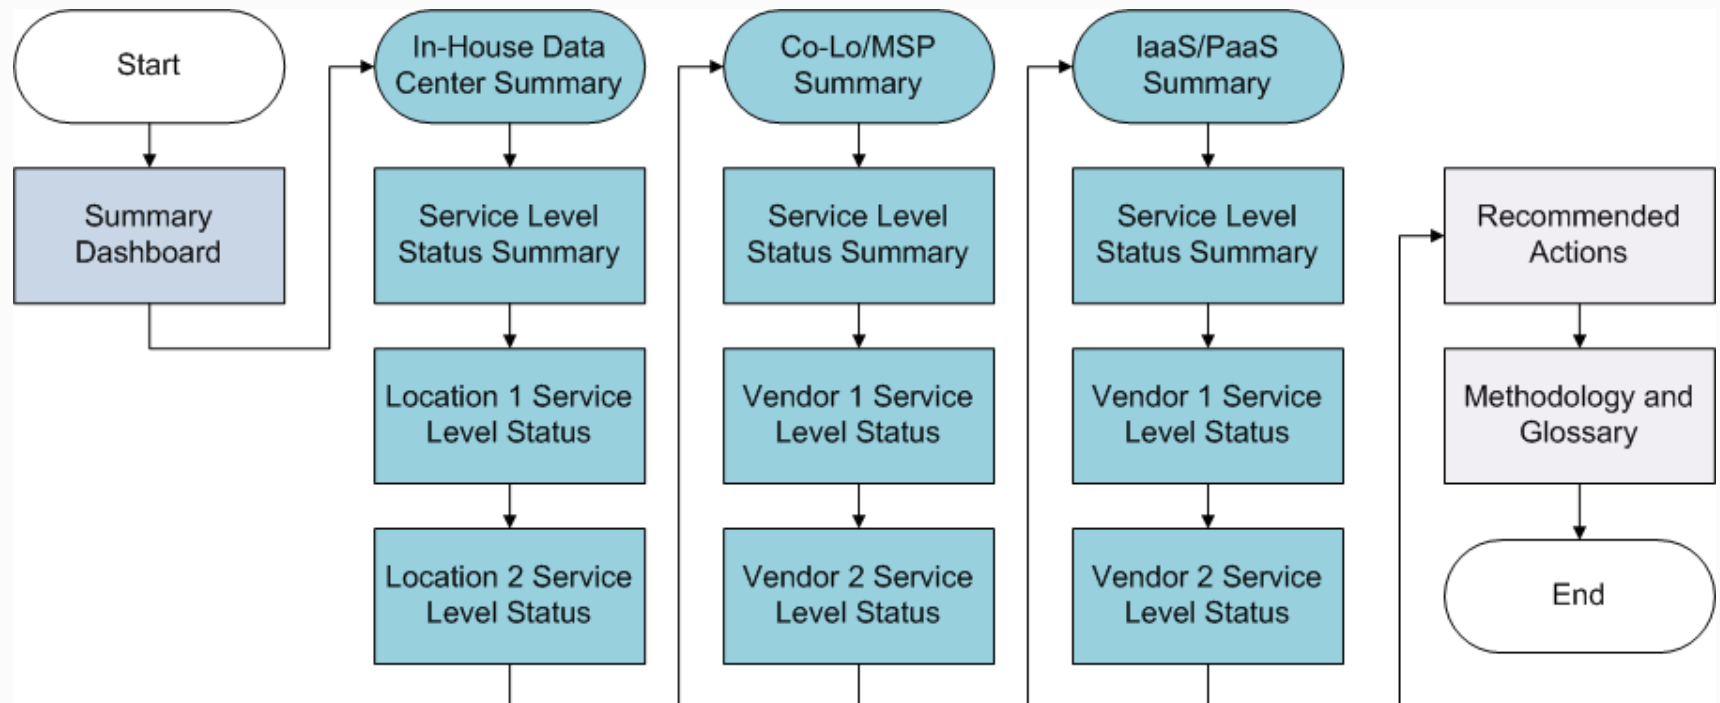 Start
Summary
Dashboard
In-House Data
Center Summary
Service Level
Status Summary
Location 1 Service
Level Status
Location 2 Service
Level Status
Co-Lo/MSP
Summary
Service Level
Status Summary
Vendor 1 Service
Level Status
Vendor 2 Service
Level Status
IaaS/PaaS
Summary
Service Level
Status Summary
Vendor 1 Service
Level Status
Vendor 2 Service
Level Status
Recommended
Actions
Methodology and
Glossary
End